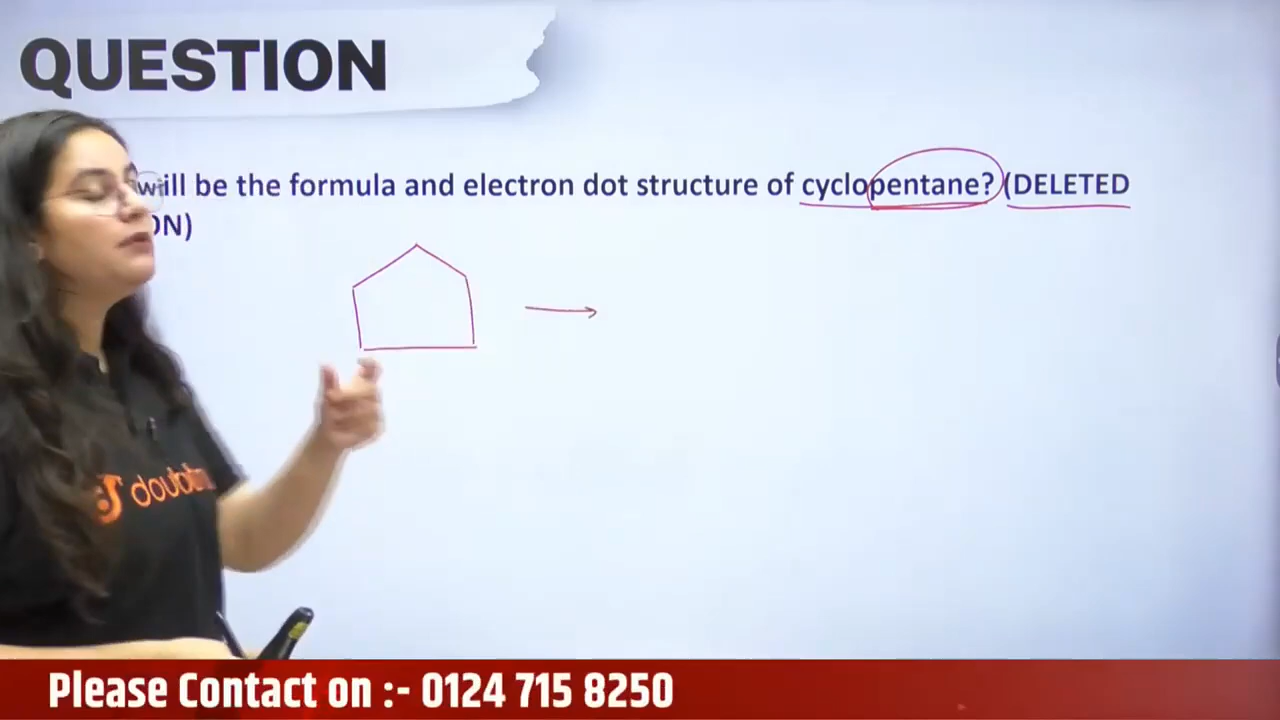 QUESTION
will be the formula and electron dot structure of cyclopentane? (DELETED
ON)
doubtnu
Please Contact on :- 0124 715 8250